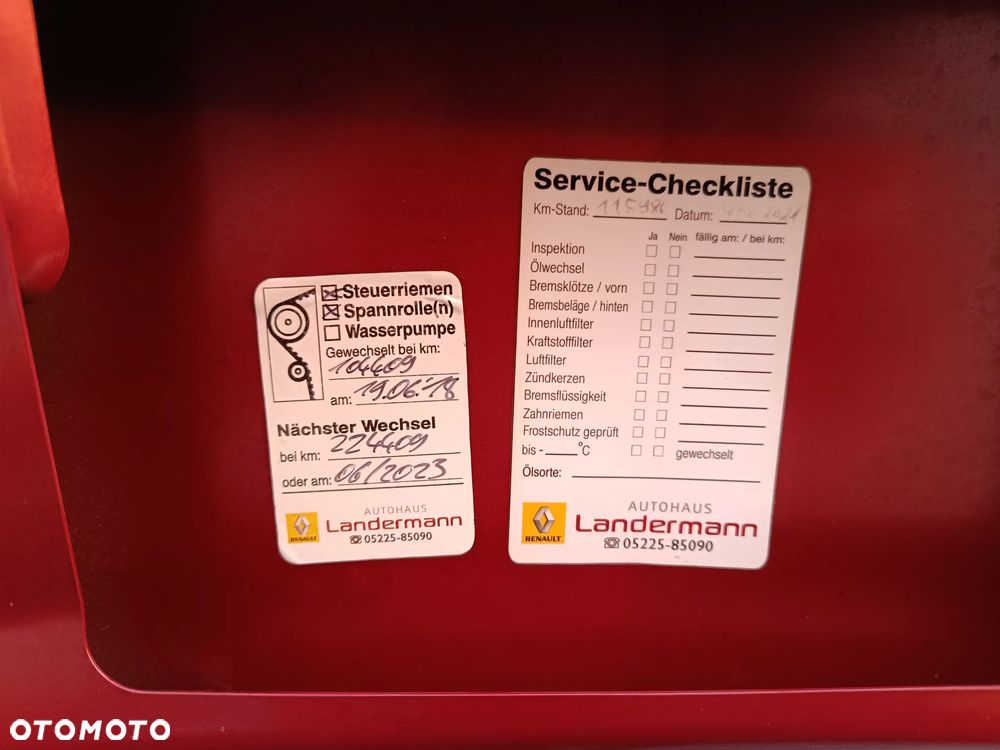 Steuerriemen
Spannrolle(n)
Wasserpumpe
Gewechselt bei km:
104409
am: 19.06.'18
Nächster Wechsel
bei km: 224409
oder am: 06/2023
RENAULT
AUTOHAUS
Landermann
☎05225-85090
Service-Checkliste
Km-Stand: 115986 Datum: 2021
Ja Nein fällig am: / bei km:
Inspektion
Ölwechsel
Bremsklötze / vorn
Bremsbeläge / hinten
Innenluftfilter
Kraftstofffilter
Luftfilter
Zündkerzen
Bremsflüssigkeit
Zahnriemen
Frostschutz geprüft
bis -____°C gewechselt
Ölsorte:
RENAULT
AUTOHAUS
Landermann
☎05225-85090
OTOMOTO